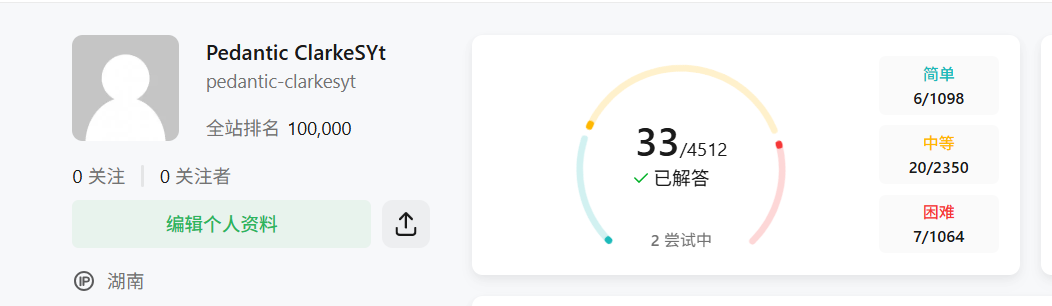 Pedantic ClarkeSYt
pedantic-clarkesyt
全站排名 100,000
0 关注 0 关注者
编辑个人资料
IP 湖南
33/4512
已解答
2 尝试中
简单
6/1098
中等
20/2350
困难
7/1064